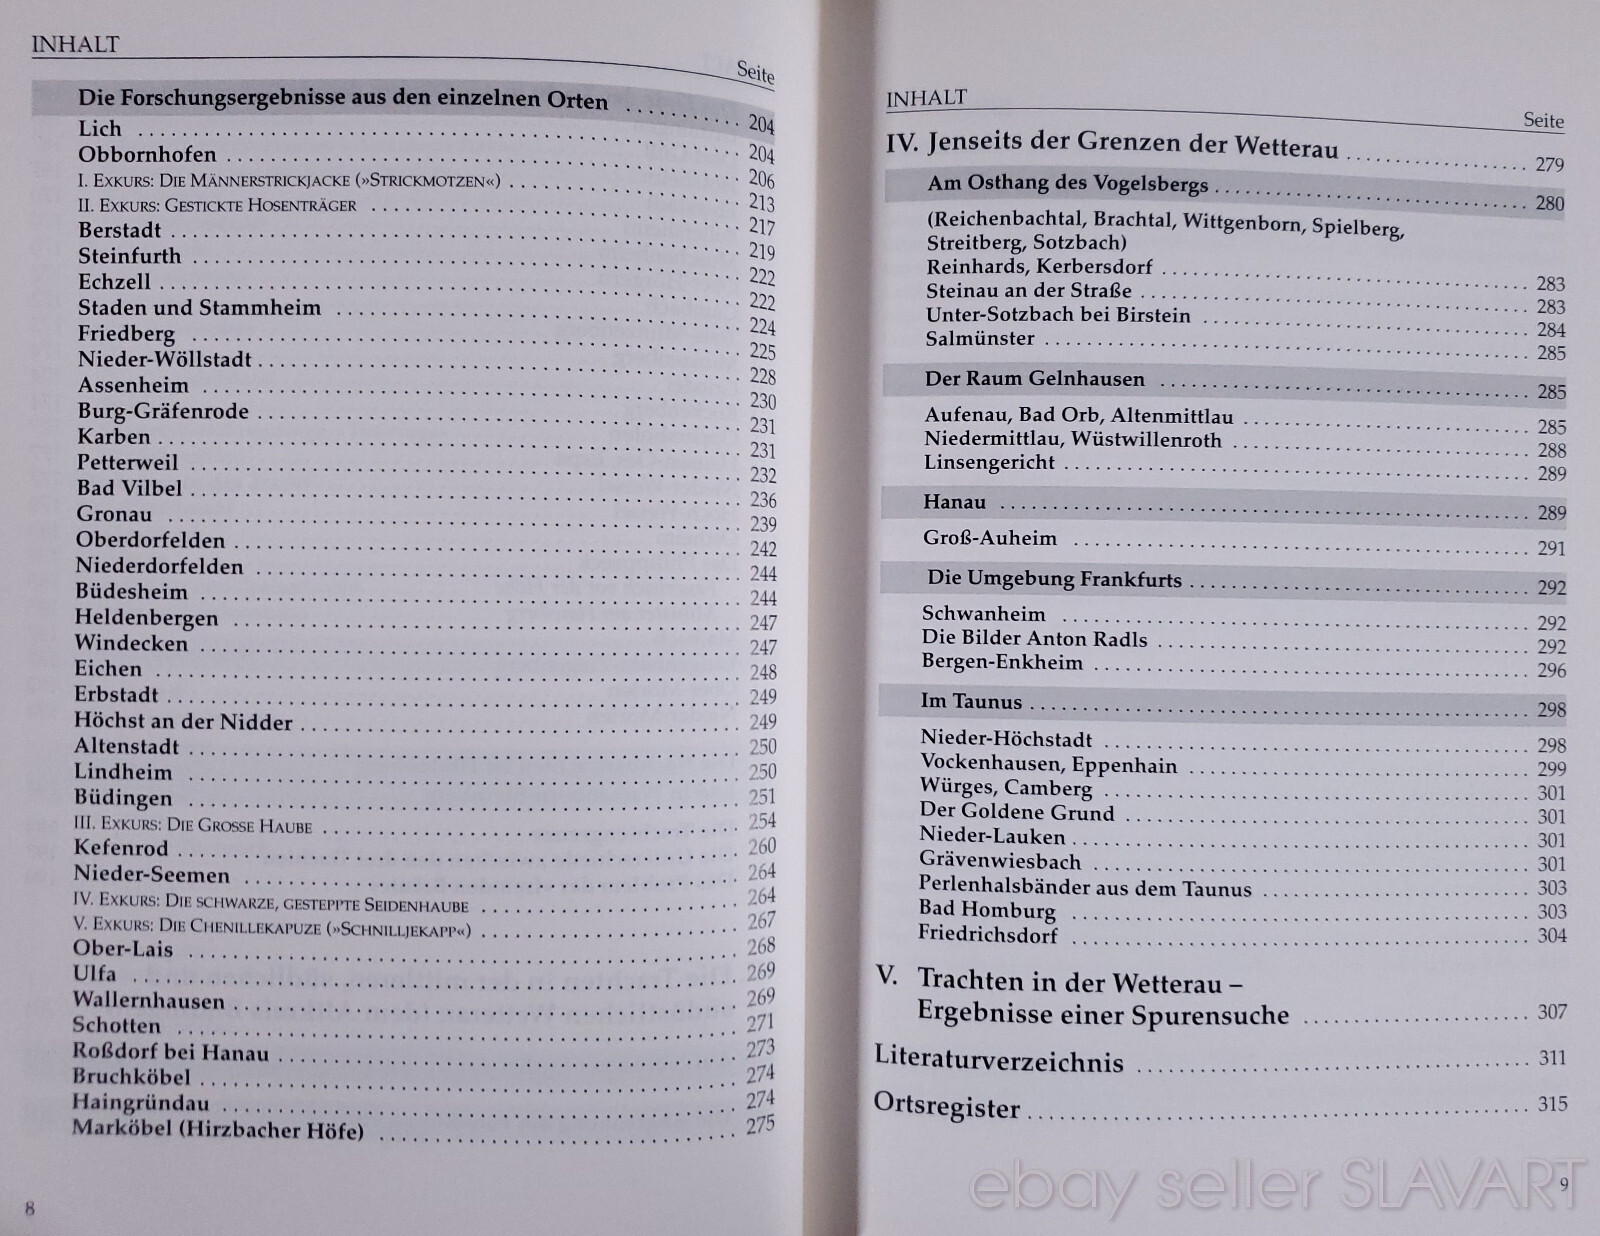 INHALT
Seite
Die Forschungsergebnisse aus den einzelnen Orten 204
Lich 204
Obbornhofen 206
I. Exkurs: Die Männerstrickjacke (»Strickmotzen«) 213
II. Exkurs: Gestickte Hosenträger 217
Berstadt 219
Steinfurth 222
Echzell 222
Staden und Stammheim 224
Friedberg 225
Nieder-Wöllstadt 228
Assenheim 230
Burg-Gräfenrode 231
Karben 231
Petterweil 232
Bad Vilbel 236
Gronau 239
Oberdorfelden 242
Niederdorfelden 244
Büdesheim 244
Heldenbergen 247
Windecken 247
Eichen 248
Erbstadt 249
Höchst an der Nidder 249
Altenstadt 250
Lindheim 250
Büdingen 251
III. Exkurs: Die Grosse Haube 254
Kefenrod 260
Nieder-Seemen 264
IV. Exkurs: Die schwarze, gesteppte Seidenhaube 264
V. Exkurs: Die Chenillekapuze (»Schnilljekapp«) 267
Ober-Lais 268
Ulfa 269
Wallernhausen 269
Schotten 271
Roßdorf bei Hanau 273
Bruchköbel 274
Haingründau 274
Marköbel (Hirzbacher Höfe) 275
8
INHALT
Seite
IV. Jenseits der Grenzen der Wetterau 279
Am Osthang des Vogelsbergs 280
(Reichenbachtal, Brachtal, Wittgenborn, Spielberg,
Streitberg, Sotzbach)
Reinhards, Kerbersdorf 283
Steinau an der Straße 283
Unter-Sotzbach bei Birstein 284
Salmünster 285
Der Raum Gelnhausen 285
Aufenau, Bad Orb, Altenmittlau 285
Niedermittlau, Wüstwillenroth 288
Linsengericht 289
Hanau 289
Groß-Auheim 291
Die Umgebung Frankfurts 292
Schwanheim 292
Die Bilder Anton Radls 292
Bergen-Enkheim 296
Im Taunus 298
Nieder-Höchstadt 298
Vockenhausen, Eppenhain 299
Würges, Camberg 301
Der Goldene Grund 301
Nieder-Lauken 301
Grävenwiesbach 301
Perlenhalsbänder aus dem Taunus 303
Bad Homburg 303
Friedrichsdorf 304
V. Trachten in der Wetterau –
Ergebnisse einer Spurensuche 307
Literaturverzeichnis 311
Ortsregister 315
9
ebay seller SLAVART